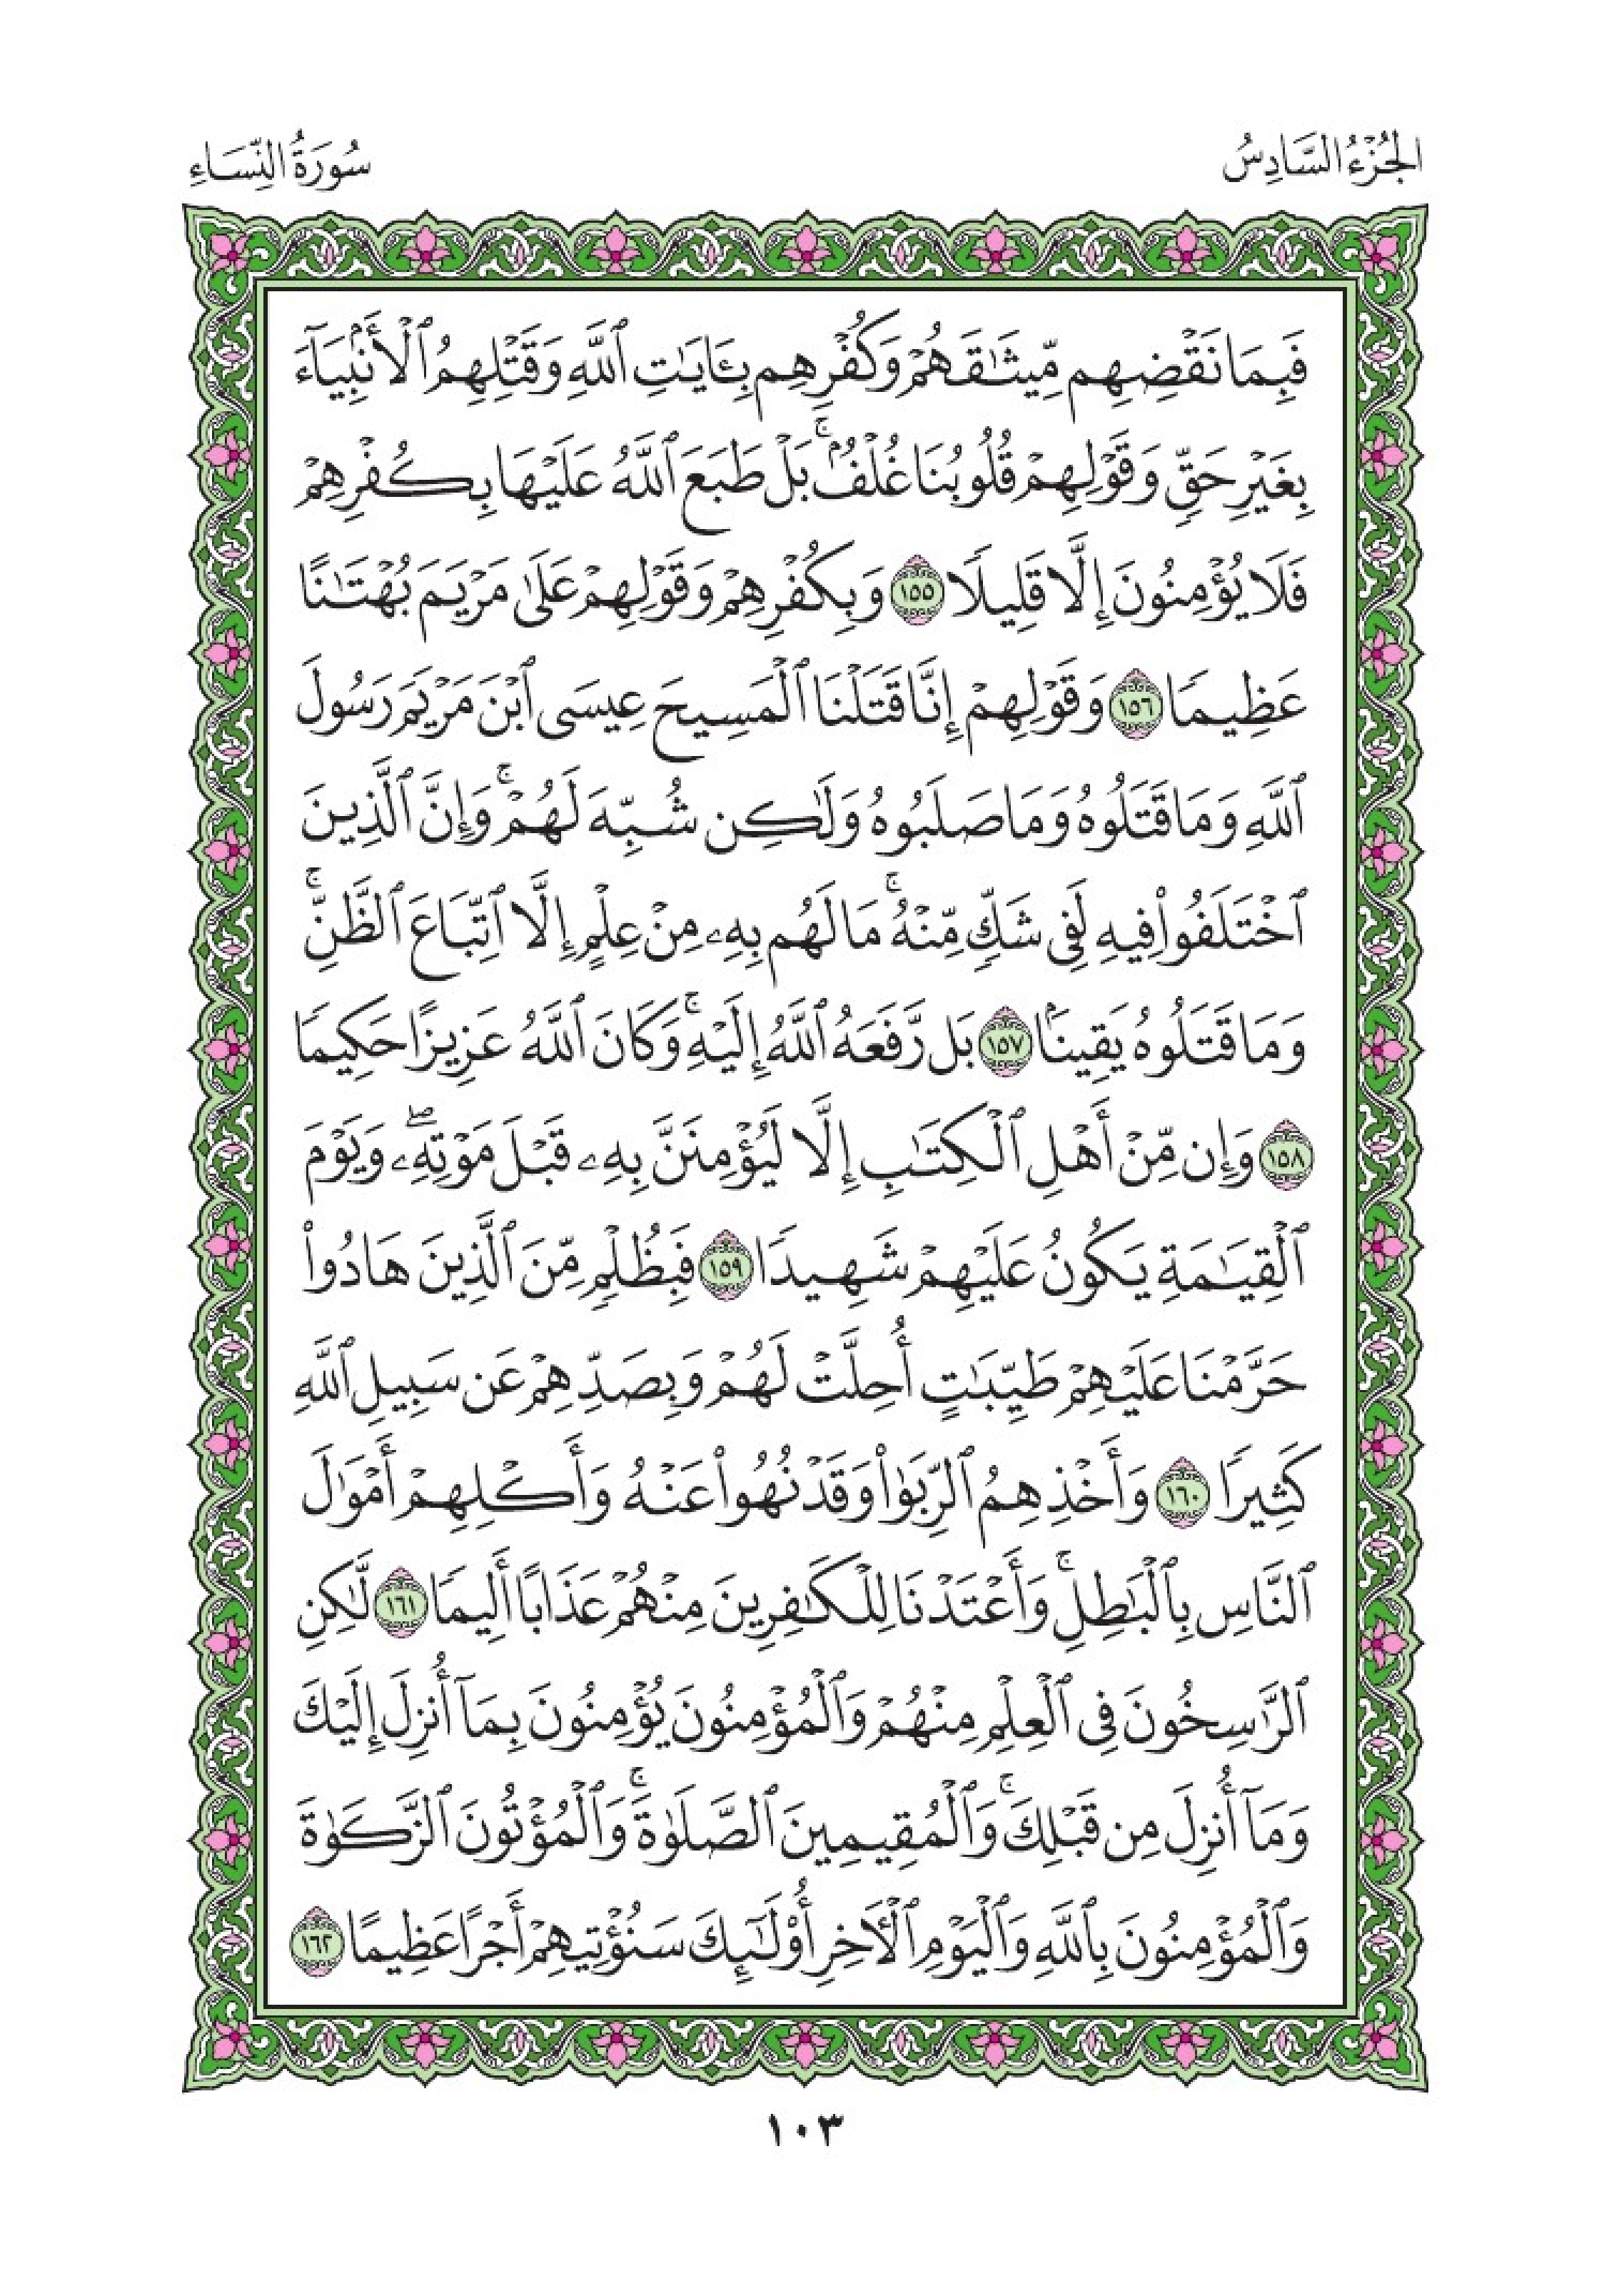 الجُزْءُ السَّادِسُ
سُورَةُ النِّسَاءِ
فَبِمَا نَقْضِهِم مِّيثَٰقَهُمْ وَكُفْرِهِم بِـَٔايَٰتِ ٱللَّهِ وَقَتْلِهِمُ ٱلْأَنۢبِيَآءَ
بِغَيْرِ حَقٍّۢ وَقَوْلِهِمْ قُلُوبُنَا غُلْفٌۢ ۚ بَلْ طَبَعَ ٱللَّهُ عَلَيْهَا بِكُفْرِهِمْ
فَلَا يُؤْمِنُونَ إِلَّا قَلِيلًا ١٥٥ وَبِكُفْرِهِمْ وَقَوْلِهِمْ عَلَىٰ مَرْيَمَ بُهْتَٰنًا
عَظِيمًا ١٥٦ وَقَوْلِهِمْ إِنَّا قَتَلْنَا ٱلْمَسِيحَ عِيسَى ٱبْنَ مَرْيَمَ رَسُولَ
ٱللَّهِ وَمَا قَتَلُوهُ وَمَا صَلَبُوهُ وَلَٰكِن شُبِّهَ لَهُمْ ۚ وَإِنَّ ٱلَّذِينَ
ٱخْتَلَفُوا۟ فِيهِ لَفِى شَكٍّۢ مِّنْهُ ۚ مَا لَهُم بِهِۦ مِنْ عِلْمٍ إِلَّا ٱتِّبَاعَ ٱلظَّنِّ ۚ
وَمَا قَتَلُوهُ يَقِينًۢا ١٥٧ بَل رَّفَعَهُ ٱللَّهُ إِلَيْهِ ۚ وَكَانَ ٱللَّهُ عَزِيزًا حَكِيمًا
١٥٨ وَإِن مِّنْ أَهْلِ ٱلْكِتَٰبِ إِلَّا لَيُؤْمِنَنَّ بِهِۦ قَبْلَ مَوْتِهِۦ ۖ وَيَوْمَ
ٱلْقِيَٰمَةِ يَكُونُ عَلَيْهِمْ شَهِيدًا ١٥٩ فَبِظُلْمٍ مِّنَ ٱلَّذِينَ هَادُوا۟
حَرَّمْنَا عَلَيْهِمْ طَيِّبَٰتٍ أُحِلَّتْ لَهُمْ وَبِصَدِّهِمْ عَن سَبِيلِ ٱللَّهِ
كَثِيرًا ١٦٠ وَأَخْذِهِمُ ٱلرِّبَوٰا۟ وَقَدْ نُهُوا۟ عَنْهُ وَأَكْلِهِمْ أَمْوَٰلَ
ٱلنَّاسِ بِٱلْبَٰطِلِ ۚ وَأَعْتَدْنَا لِلْكَٰفِرِينَ مِنْهُمْ عَذَابًا أَلِيمًا ١٦١ لَّٰكِنِ
ٱلرَّٰسِخُونَ فِى ٱلْعِلْمِ مِنْهُمْ وَٱلْمُؤْمِنُونَ يُؤْمِنُونَ بِمَآ أُنزِلَ إِلَيْكَ
وَمَآ أُنزِلَ مِن قَبْلِكَ ۚ وَٱلْمُقِيمِينَ ٱلصَّلَوٰةَ ۚ وَٱلْمُؤْتُونَ ٱلزَّكَوٰةَ
وَٱلْمُؤْمِنُونَ بِٱللَّهِ وَٱلْيَوْمِ ٱلْـَٔاخِرِ أُو۟لَٰٓئِكَ سَنُؤْتِيهِمْ أَجْرًا عَظِيمًا ١٦٢
١٠٣